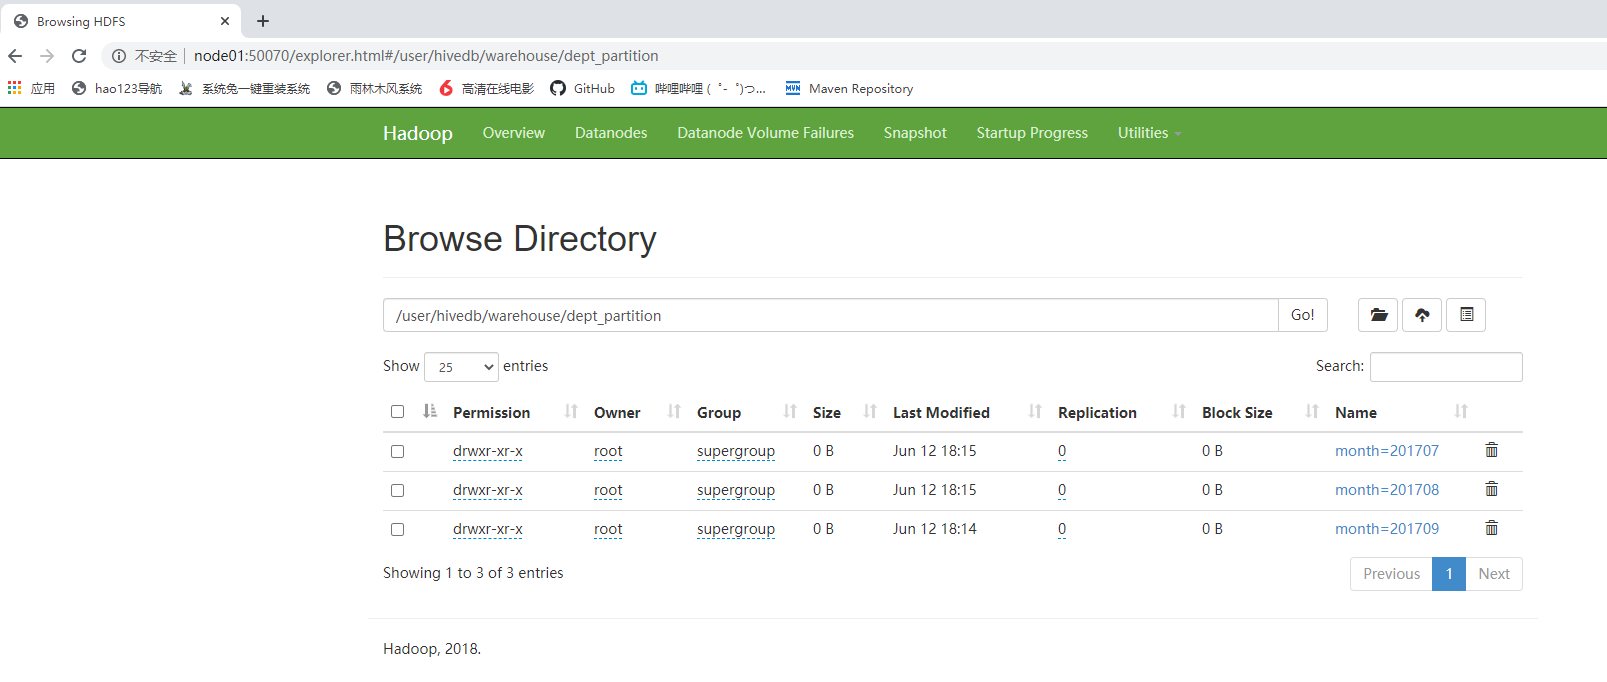 Browsing HDFS
不安全 node01:50070/explorer.html#/user/hivedb/warehouse/dept_partition
应用 hao123导航 系统兔一键重装系统 雨林木风系统 高清在线电影 GitHub 哔哩哔哩 ( ゜- ゜)つ... MVN Maven Repository
Hadoop Overview Datanodes Datanode Volume Failures Snapshot Startup Progress Utilities
Browse Directory
/user/hivedb/warehouse/dept_partition Go!
Show 25 entries Search:
Permission Owner Group Size Last Modified Replication Block Size Name
drwxr-xr-x root supergroup 0 B Jun 12 18:15 0 0 B month=201707
drwxr-xr-x root supergroup 0 B Jun 12 18:15 0 0 B month=201708
drwxr-xr-x root supergroup 0 B Jun 12 18:14 0 0 B month=201709
Showing 1 to 3 of 3 entries Previous 1 Next
Hadoop, 2018.